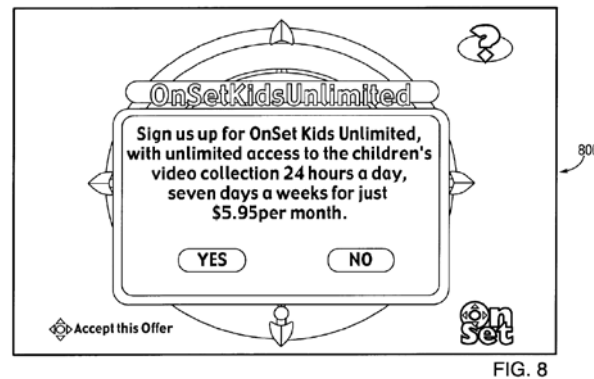 ?
OnSetKidsUnlimited
Sign us up for OnSet Kids Unlimited,
with unlimited access to the children's
video collection 24 hours a day,
seven days a weeks for just
$5.95per month.
YES NO
Accept this Offer
On
Set
FIG. 8